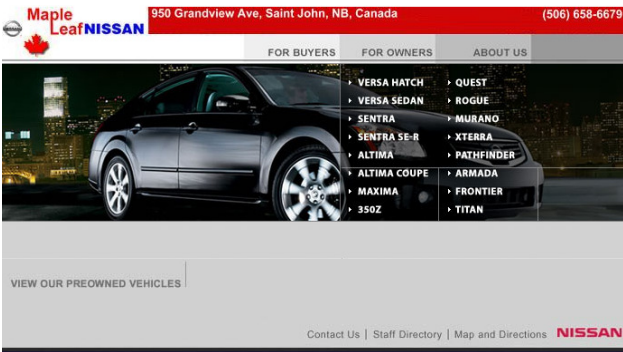 Maple
LeafNISSAN
950 Grandview Ave, Saint John, NB, Canada
(506) 658-6679
FOR BUYERS
FOR OWNERS
ABOUT US
VERSA HATCH
VERSA SEDAN
SENTRA
SENTRA SE-R
ALTIMA
ALTIMA COUPE
MAXIMA
350Z
QUEST
ROGUE
MURANO
XTERRA
PATHFINDER
ARMADA
FRONTIER
TITAN
VIEW OUR PREOWNED VEHICLES
Contact Us | Staff Directory | Map and Directions
NISSAN